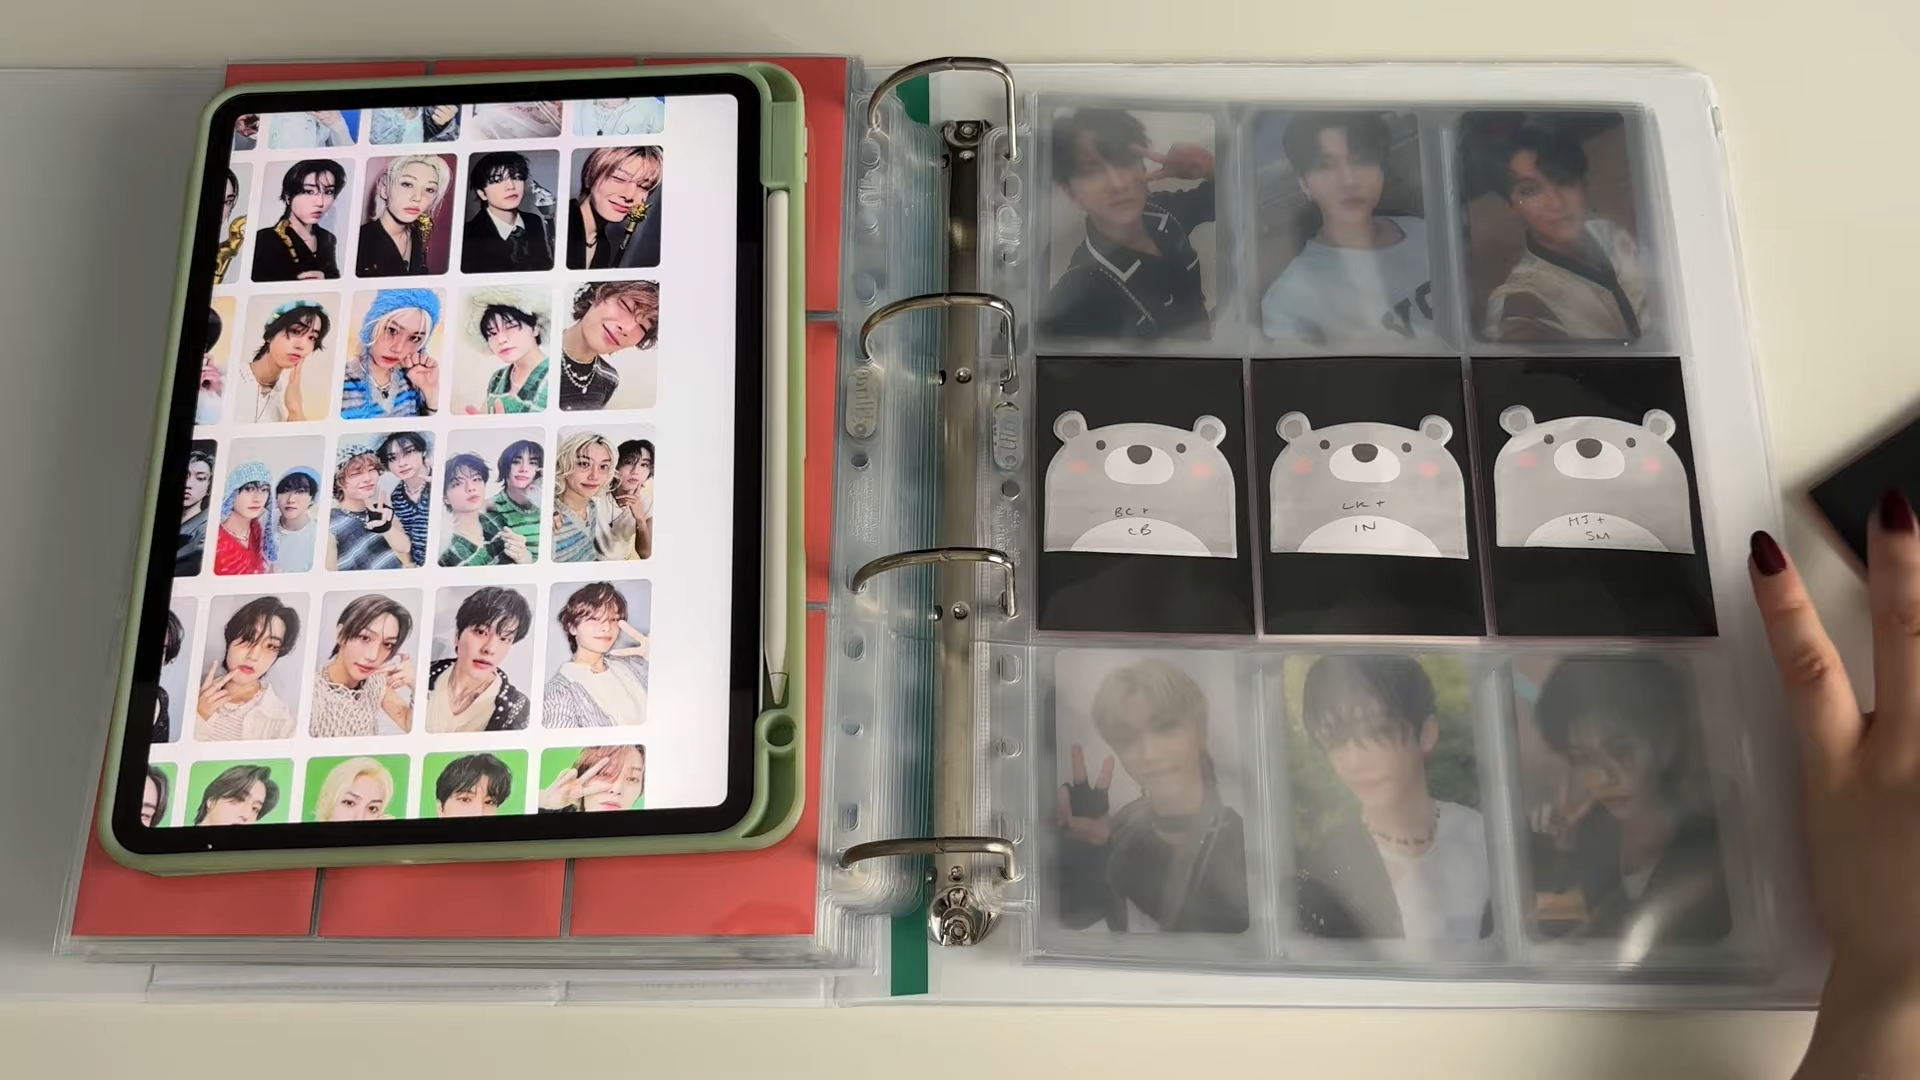 BC +
CB
LK +
IN
HJ +
SM